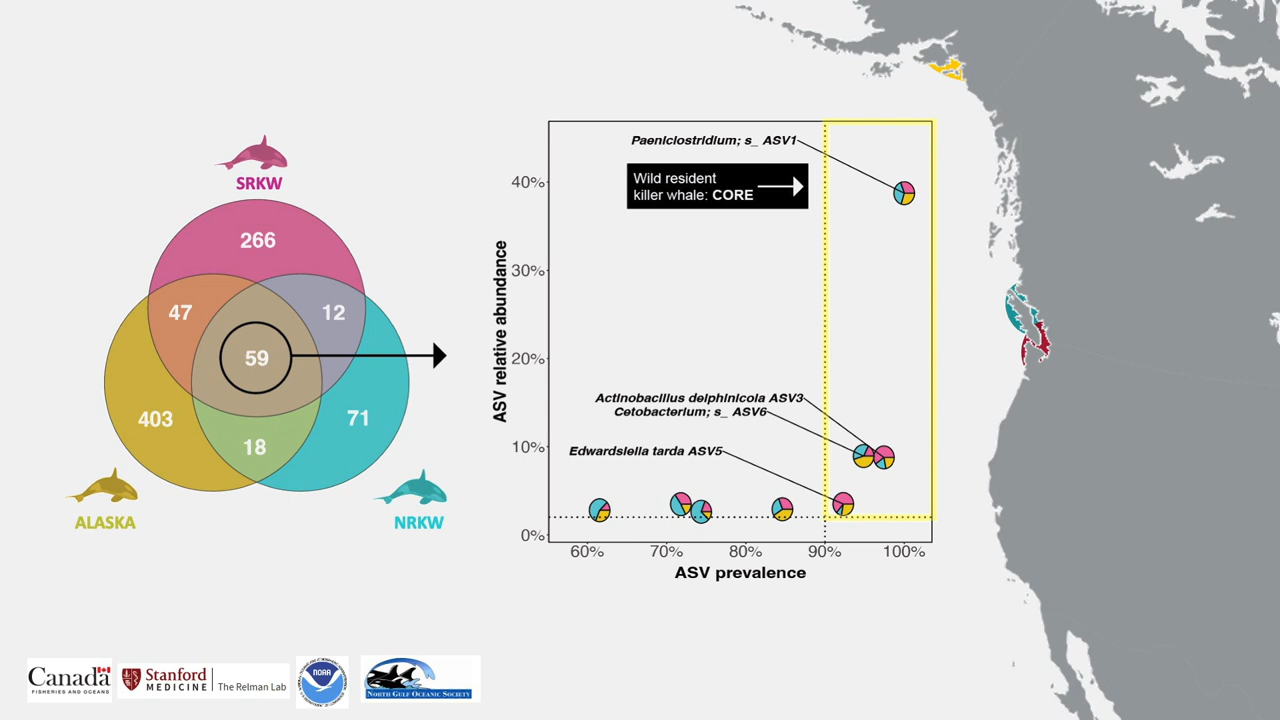 SRKW
266
47
12
59
403
71
18
ALASKA
NRKW
ASV relative abundance
40%
30%
20%
10%
0%
Paeniclostridium; s_ ASV1
Wild resident
killer whale: CORE
Actinobacillus delphinicola ASV3
Cetobacterium; s_ ASV6
Edwardsiella tarda ASV5
60%
70%
80%
90%
100%
ASV prevalence
Canada
FISHERIES AND OCEANS
Stanford
MEDICINE
The Relman Lab
NOAA
NORTH GULF OCEANIC SOCIETY